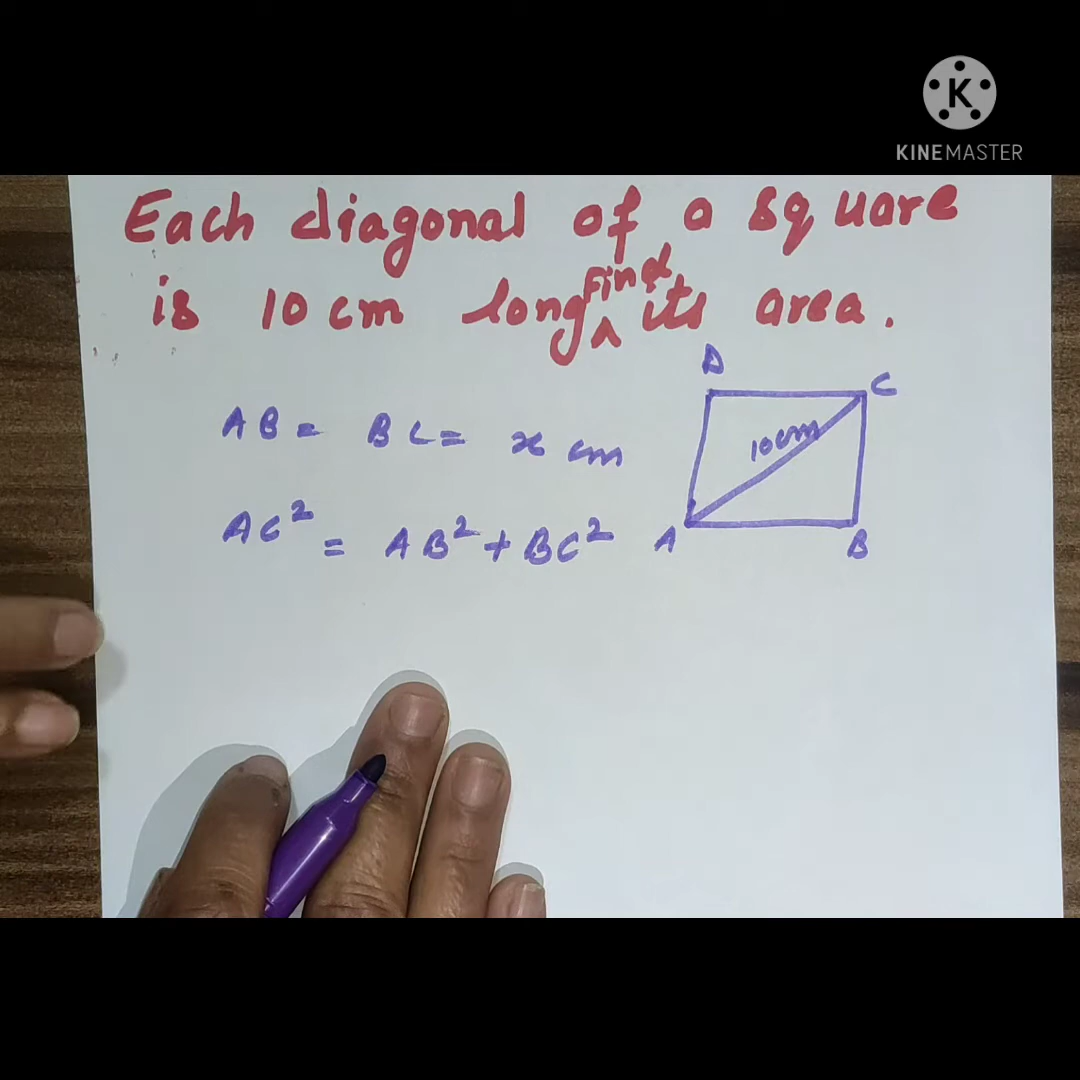 K
KINEMASTER
Each diagonal of a square
is 10 cm long ^ Find its area.
AB = BC = x cm
AC² = AB² + BC²
D
C
10cm
A
B